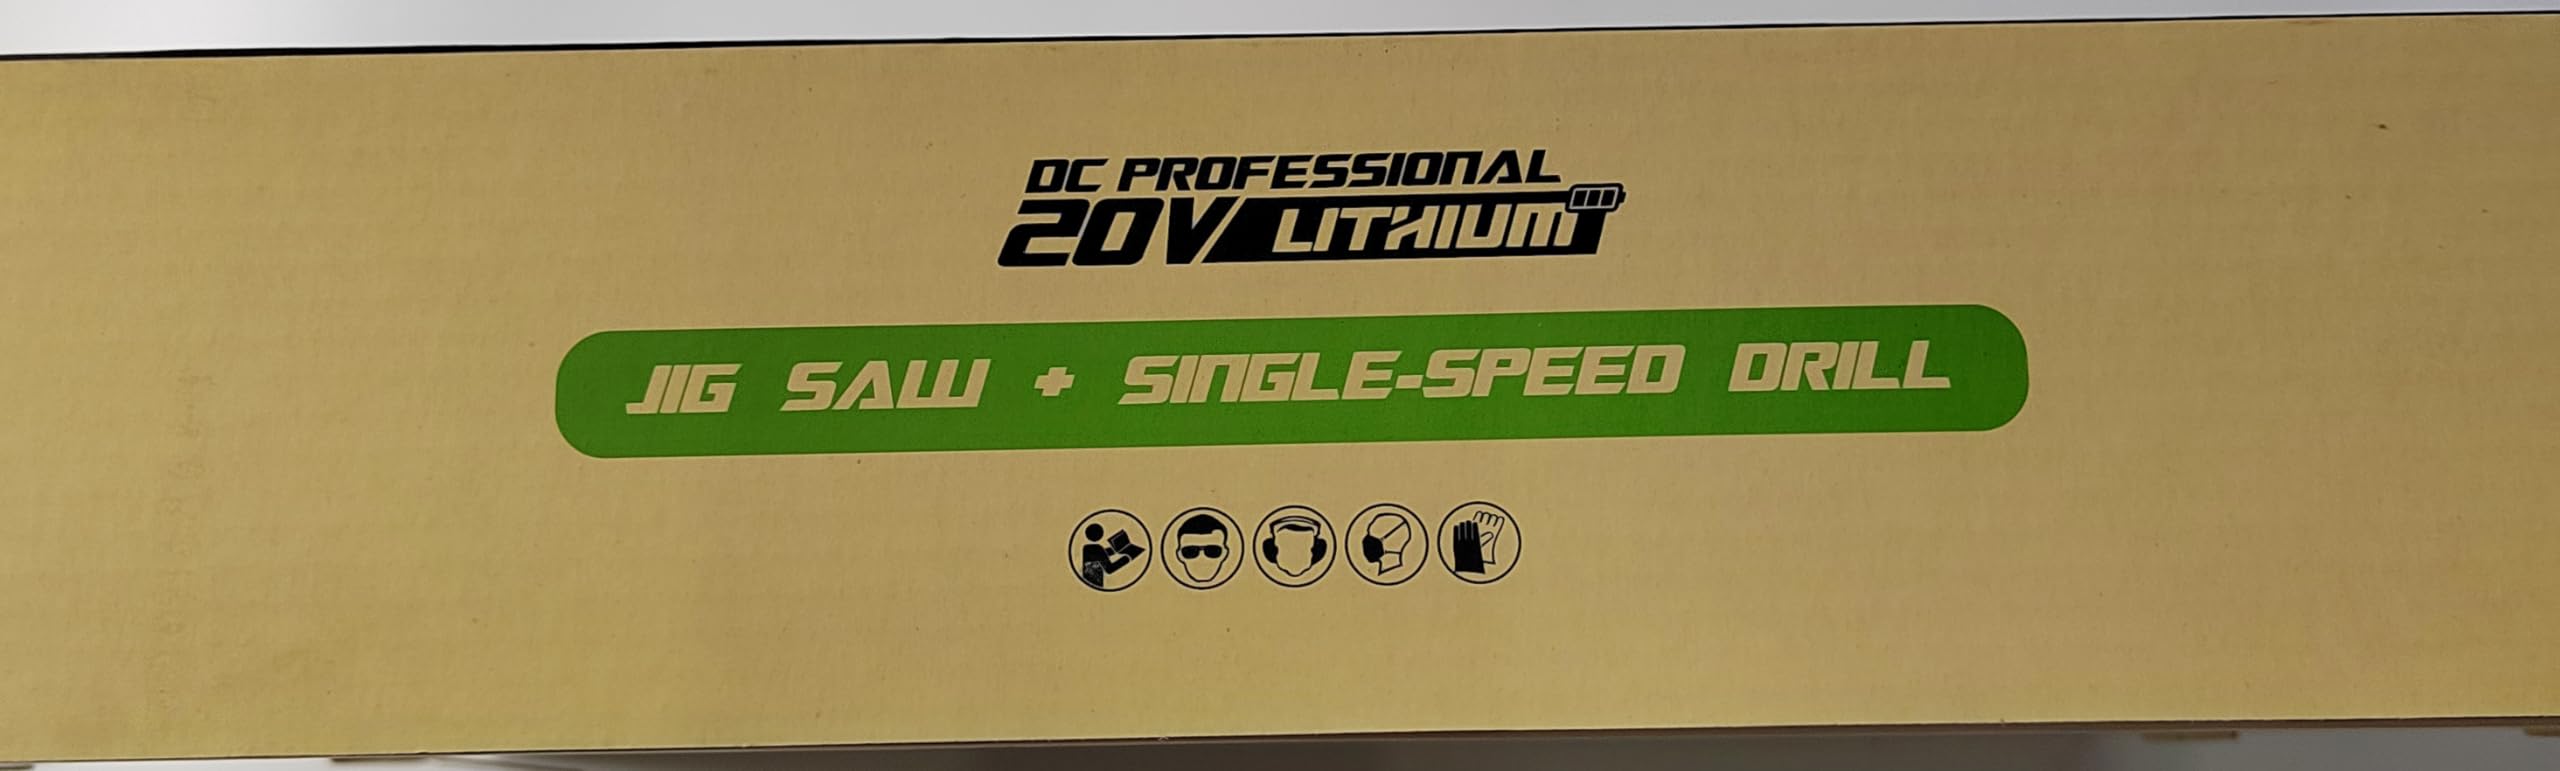 DC PROFESSIONAL
20V LITHIUM
JIG SAW + SINGLE-SPEED DRILL